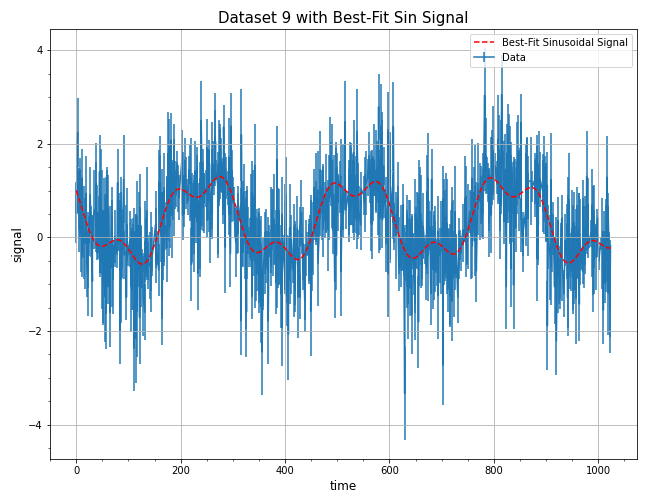 Dataset 9 with Best-Fit Sin Signal
Best-Fit Sinusoidal Signal
Data
4
2
0
−2
−4
signal
0 200 400 600 800 1000
time